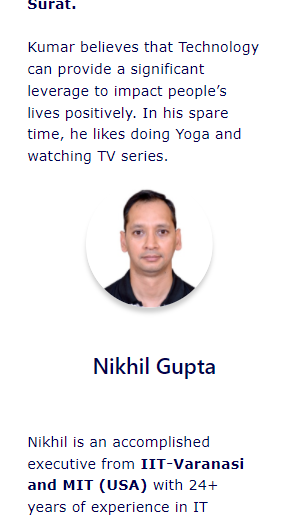 Surat.
Kumar believes that Technology
can provide a significant
leverage to impact people’s
lives positively. In his spare
time, he likes doing Yoga and
watching TV series.
Nikhil Gupta
Nikhil is an accomplished
executive from IIT-Varanasi
and MIT (USA) with 24+
years of experience in IT